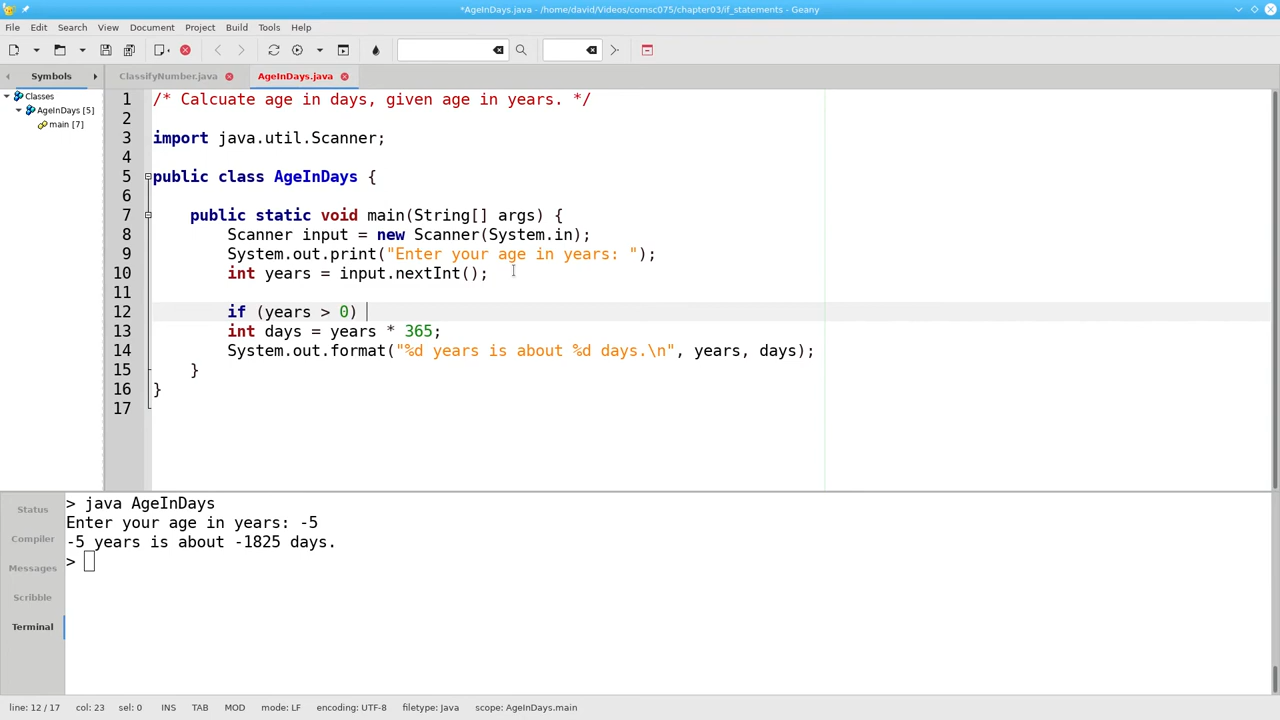 *AgeInDays.java - /home/david/Videos/comsc075/chapter03/if_statements - Geany
File Edit Search View Document Project Build Tools Help
Symbols ClassifyNumber.java AgeInDays.java
Classes
AgeInDays [5]
main [7]
1 /* Calcuate age in days, given age in years. */
2
3 import java.util.Scanner;
4
5 public class AgeInDays {
6
7 public static void main(String[] args) {
8 Scanner input = new Scanner(System.in);
9 System.out.print("Enter your age in years: ");
10 int years = input.nextInt();
11
12 if (years > 0)
13 int days = years * 365;
14 System.out.format("%d years is about %d days.\n", years, days);
15 }
16 }
17
Status
Compiler
Messages
Scribble
Terminal
> java AgeInDays
Enter your age in years: -5
-5 years is about -1825 days.
>
line: 12 / 17 col: 23 sel: 0 INS TAB MOD mode: LF encoding: UTF-8 filetype: Java scope: AgeInDays.main